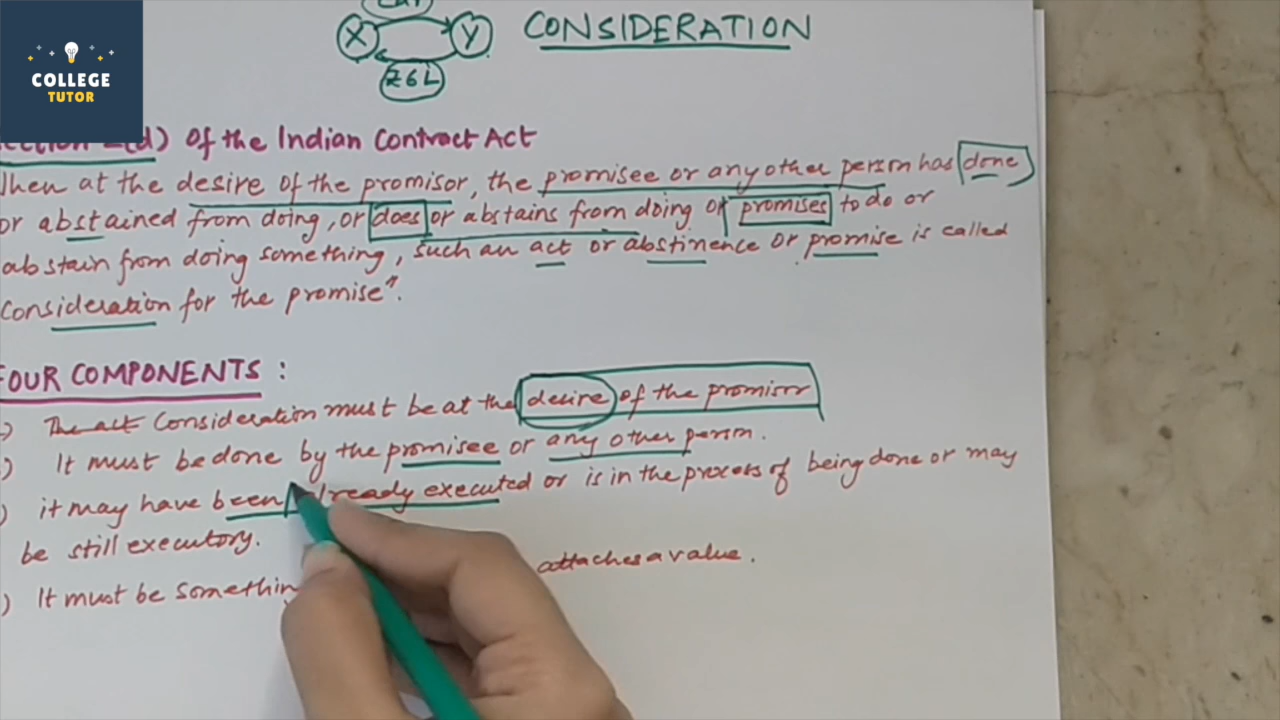 COLLEGE
TUTOR
X Y CONSIDERATION
₹6L
of the Indian Contract Act
When at the desire of the promisor, the promisee or any other person has done
or abstained from doing, or does or abstains from doing or promises to do or
abstain from doing something, such an act or abstinence or promise is called
consideration for the promise".
FOUR COMPONENTS :
) The act Consideration must be at the desire of the promisor
) It must be done by the promisee or any other person.
) it may have been already executed or is in the process of being done or may
be still executory.
) It must be something attaches a value.